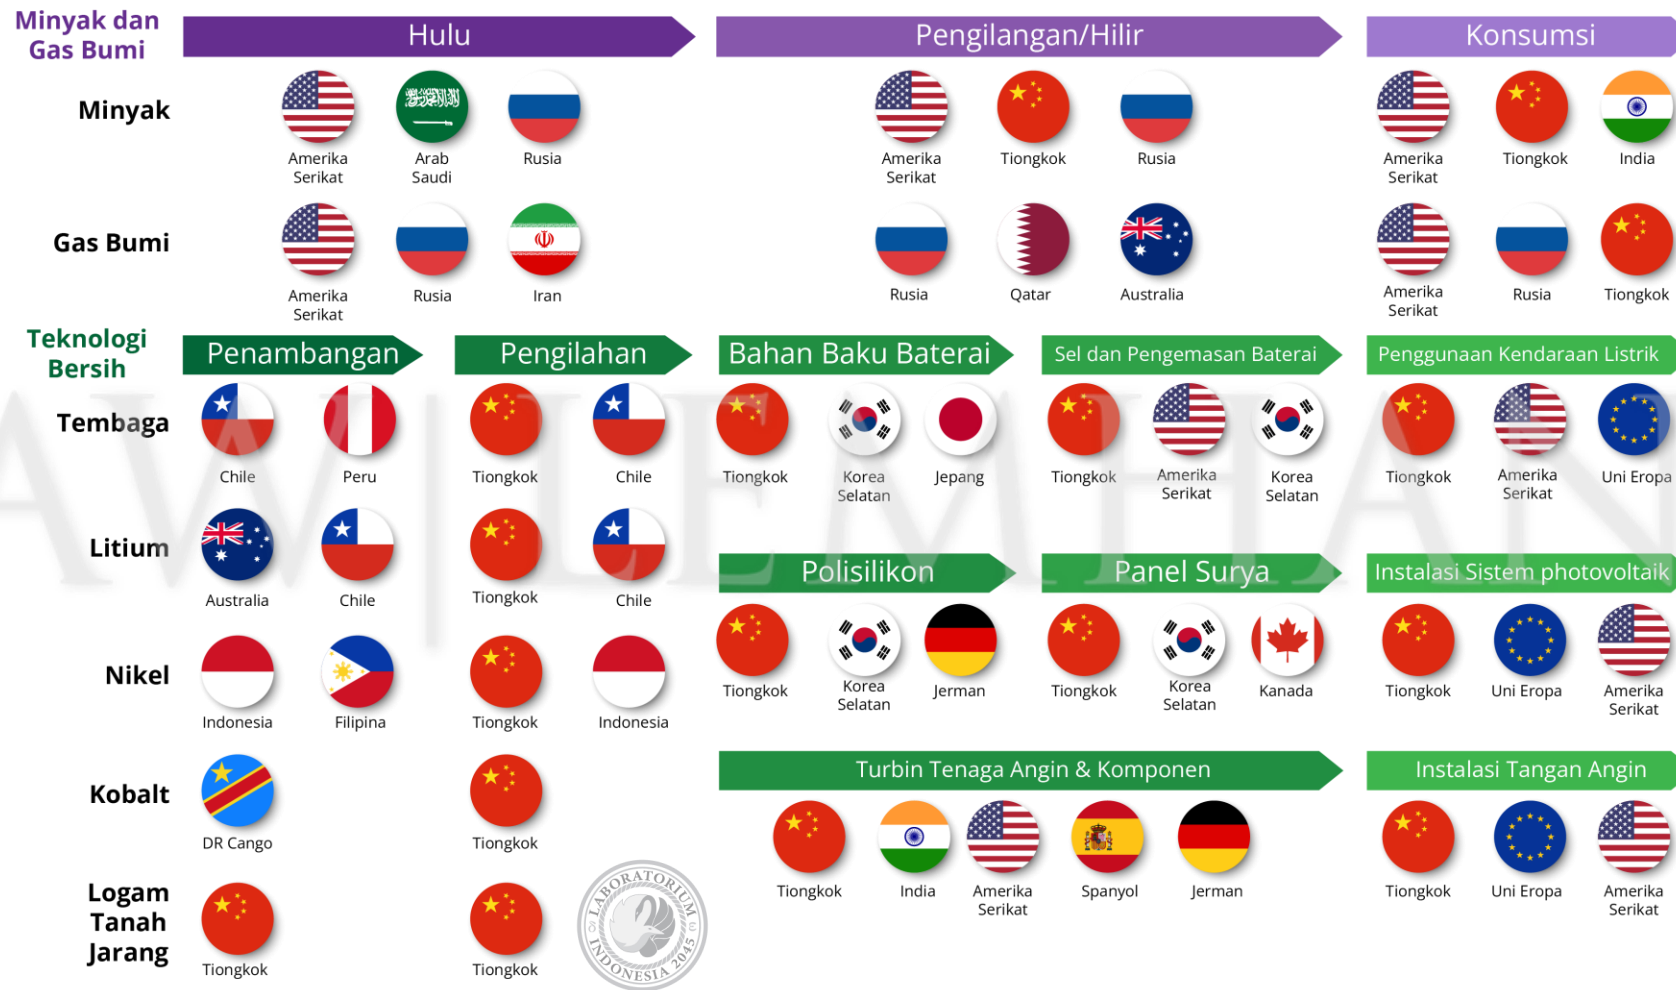 Minyak dan
Gas Bumi
Hulu
Pengilangan/Hilir
Konsumsi
Minyak
Amerika
Serikat
Arab
Saudi
Rusia
Amerika
Serikat
Tiongkok
Rusia
Amerika
Serikat
Tiongkok
India
Gas Bumi
Amerika
Serikat
Rusia
Iran
Rusia
Qatar
Australia
Amerika
Serikat
Rusia
Tiongkok
Teknologi
Bersih
Penambangan
Pengilahan
Bahan Baku Baterai
Sel dan Pengemasan Baterai
Penggunaan Kendaraan Listrik
Tembaga
Chile
Peru
Tiongkok
Chile
Tiongkok
Korea
Selatan
Jepang
Tiongkok
Amerika
Serikat
Korea
Selatan
Tiongkok
Amerika
Serikat
Uni Eropa
AW | LEMHAN
Litium
Australia
Chile
Tiongkok
Chile
Polisilikon
Panel Surya
Instalasi Sistem photovoltaik
Nikel
Indonesia
Filipina
Tiongkok
Indonesia
Tiongkok
Korea
Selatan
Jerman
Tiongkok
Korea
Selatan
Kanada
Tiongkok
Uni Eropa
Amerika
Serikat
Turbin Tenaga Angin & Komponen
Instalasi Tangan Angin
Kobalt
DR Cango
Tiongkok
Tiongkok
India
Amerika
Serikat
Spanyol
Jerman
Tiongkok
Uni Eropa
Amerika
Serikat
Logam
Tanah
Jarang
Tiongkok
Tiongkok
LABORATORIUM
INDONESIA 2045